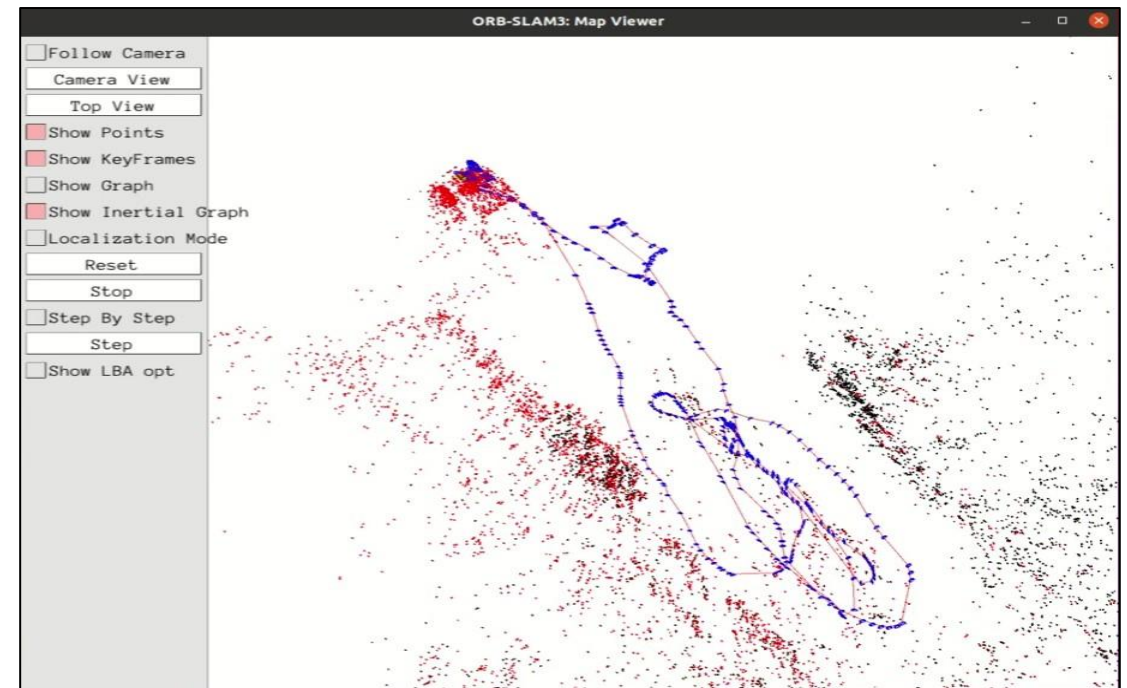 ORB-SLAM3: Map Viewer
Follow Camera
Camera View
Top View
Show Points
Show KeyFrames
Show Graph
Show Inertial Graph
Localization Mode
Reset
Stop
Step By Step
Step
Show LBA opt